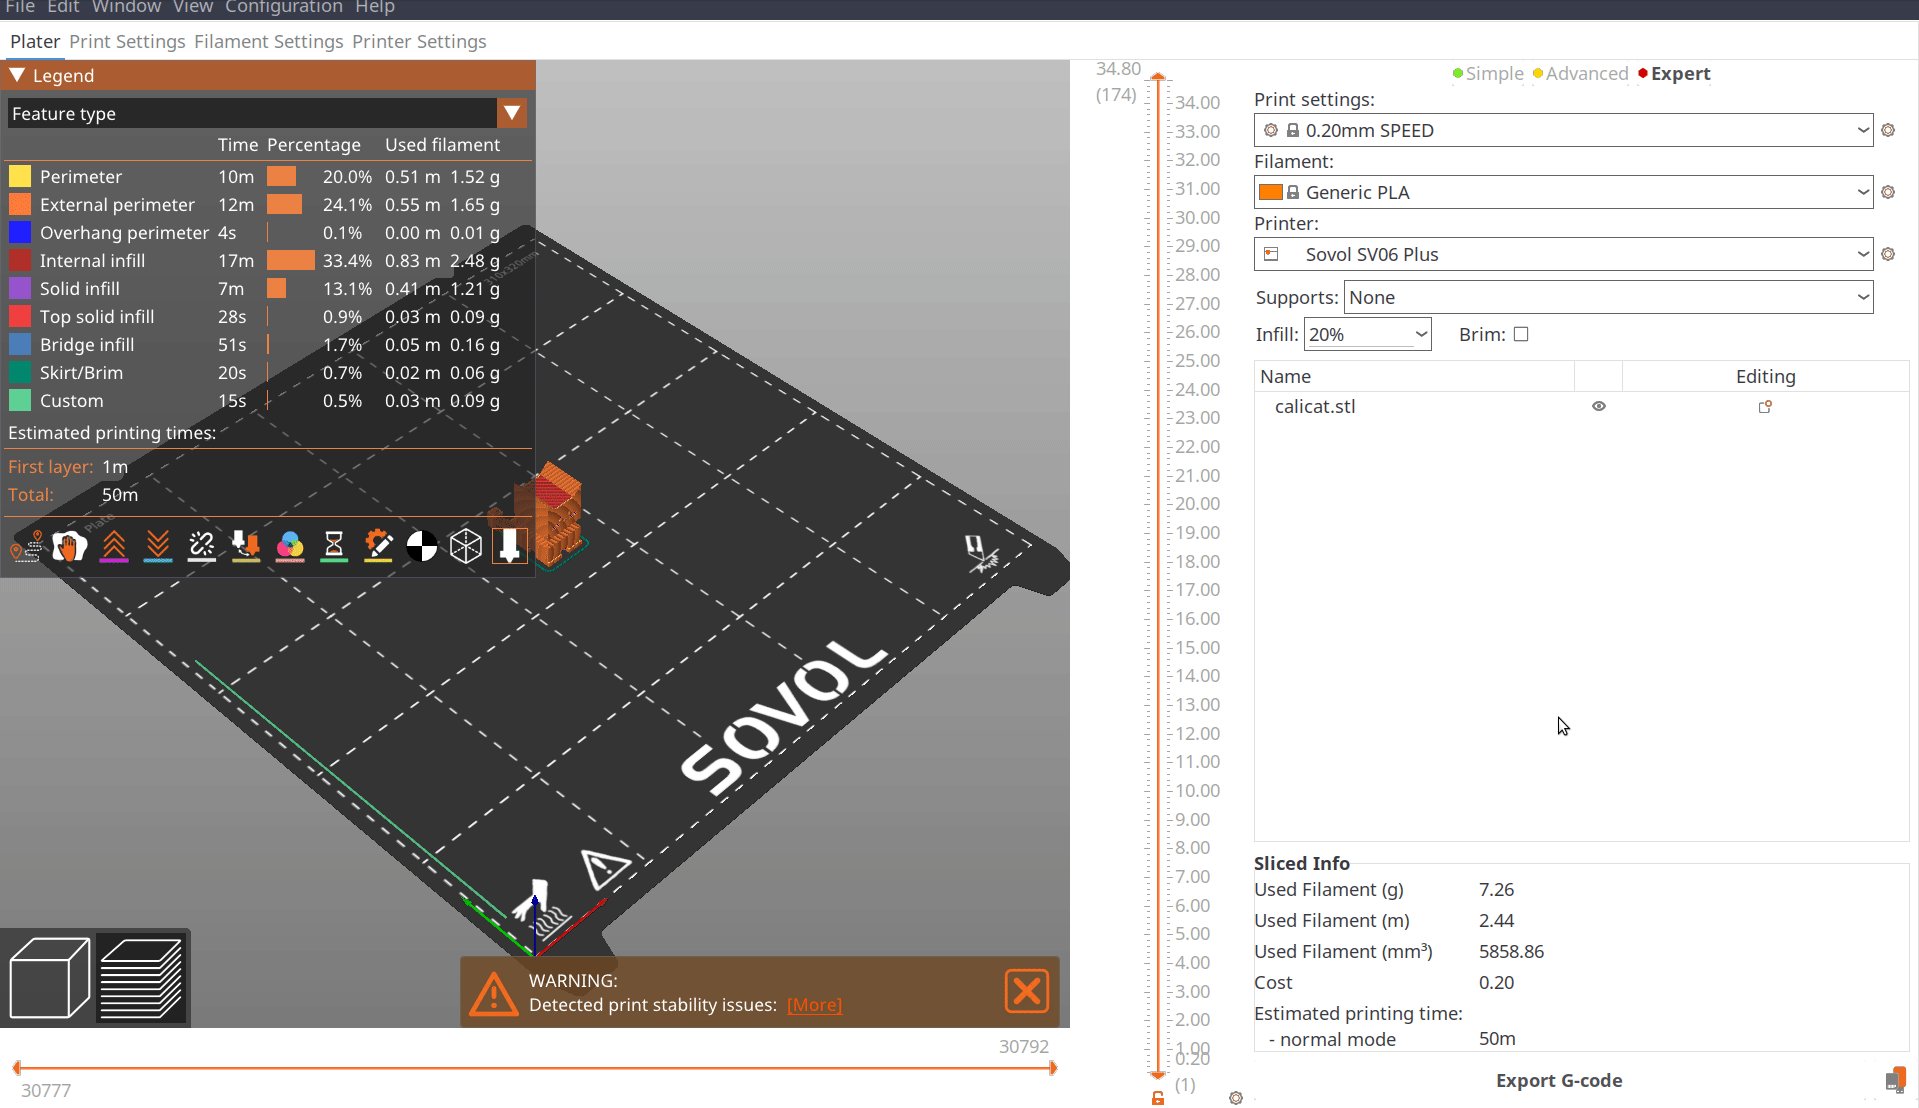 File Edit Window View Configuration Help
Plater Print Settings Filament Settings Printer Settings
Legend
Feature type
Time Percentage Used filament
Perimeter 10m 20.0% 0.51 m 1.52 g
External perimeter 12m 24.1% 0.55 m 1.65 g
Overhang perimeter 4s 0.1% 0.00 m 0.01 g
Internal infill 17m 33.4% 0.83 m 2.48 g
Solid infill 7m 13.1% 0.41 m 1.21 g
Top solid infill 28s 0.9% 0.03 m 0.09 g
Bridge infill 51s 1.7% 0.05 m 0.16 g
Skirt/Brim 20s 0.7% 0.02 m 0.06 g
Custom 15s 0.5% 0.03 m 0.09 g
Estimated printing times:
First layer: 1m
Total: 50m
Plate
SOVOL
WARNING:
Detected print stability issues: [More]
30792
30777
34.80
(174)
34.00
33.00
32.00
31.00
30.00
29.00
28.00
27.00
26.00
25.00
24.00
23.00
22.00
21.00
20.00
19.00
18.00
17.00
16.00
15.00
14.00
13.00
12.00
11.00
10.00
9.00
8.00
7.00
6.00
5.00
4.00
3.00
2.00
1.00
0.20
(1)
Simple Advanced Expert
Print settings:
0.20mm SPEED
Filament:
Generic PLA
Printer:
Sovol SV06 Plus
Supports: None
Infill: 20% Brim:
Name Editing
calicat.stl
Sliced Info
Used Filament (g) 7.26
Used Filament (m) 2.44
Used Filament (mm³) 5858.86
Cost 0.20
Estimated printing time:
- normal mode 50m
Export G-code